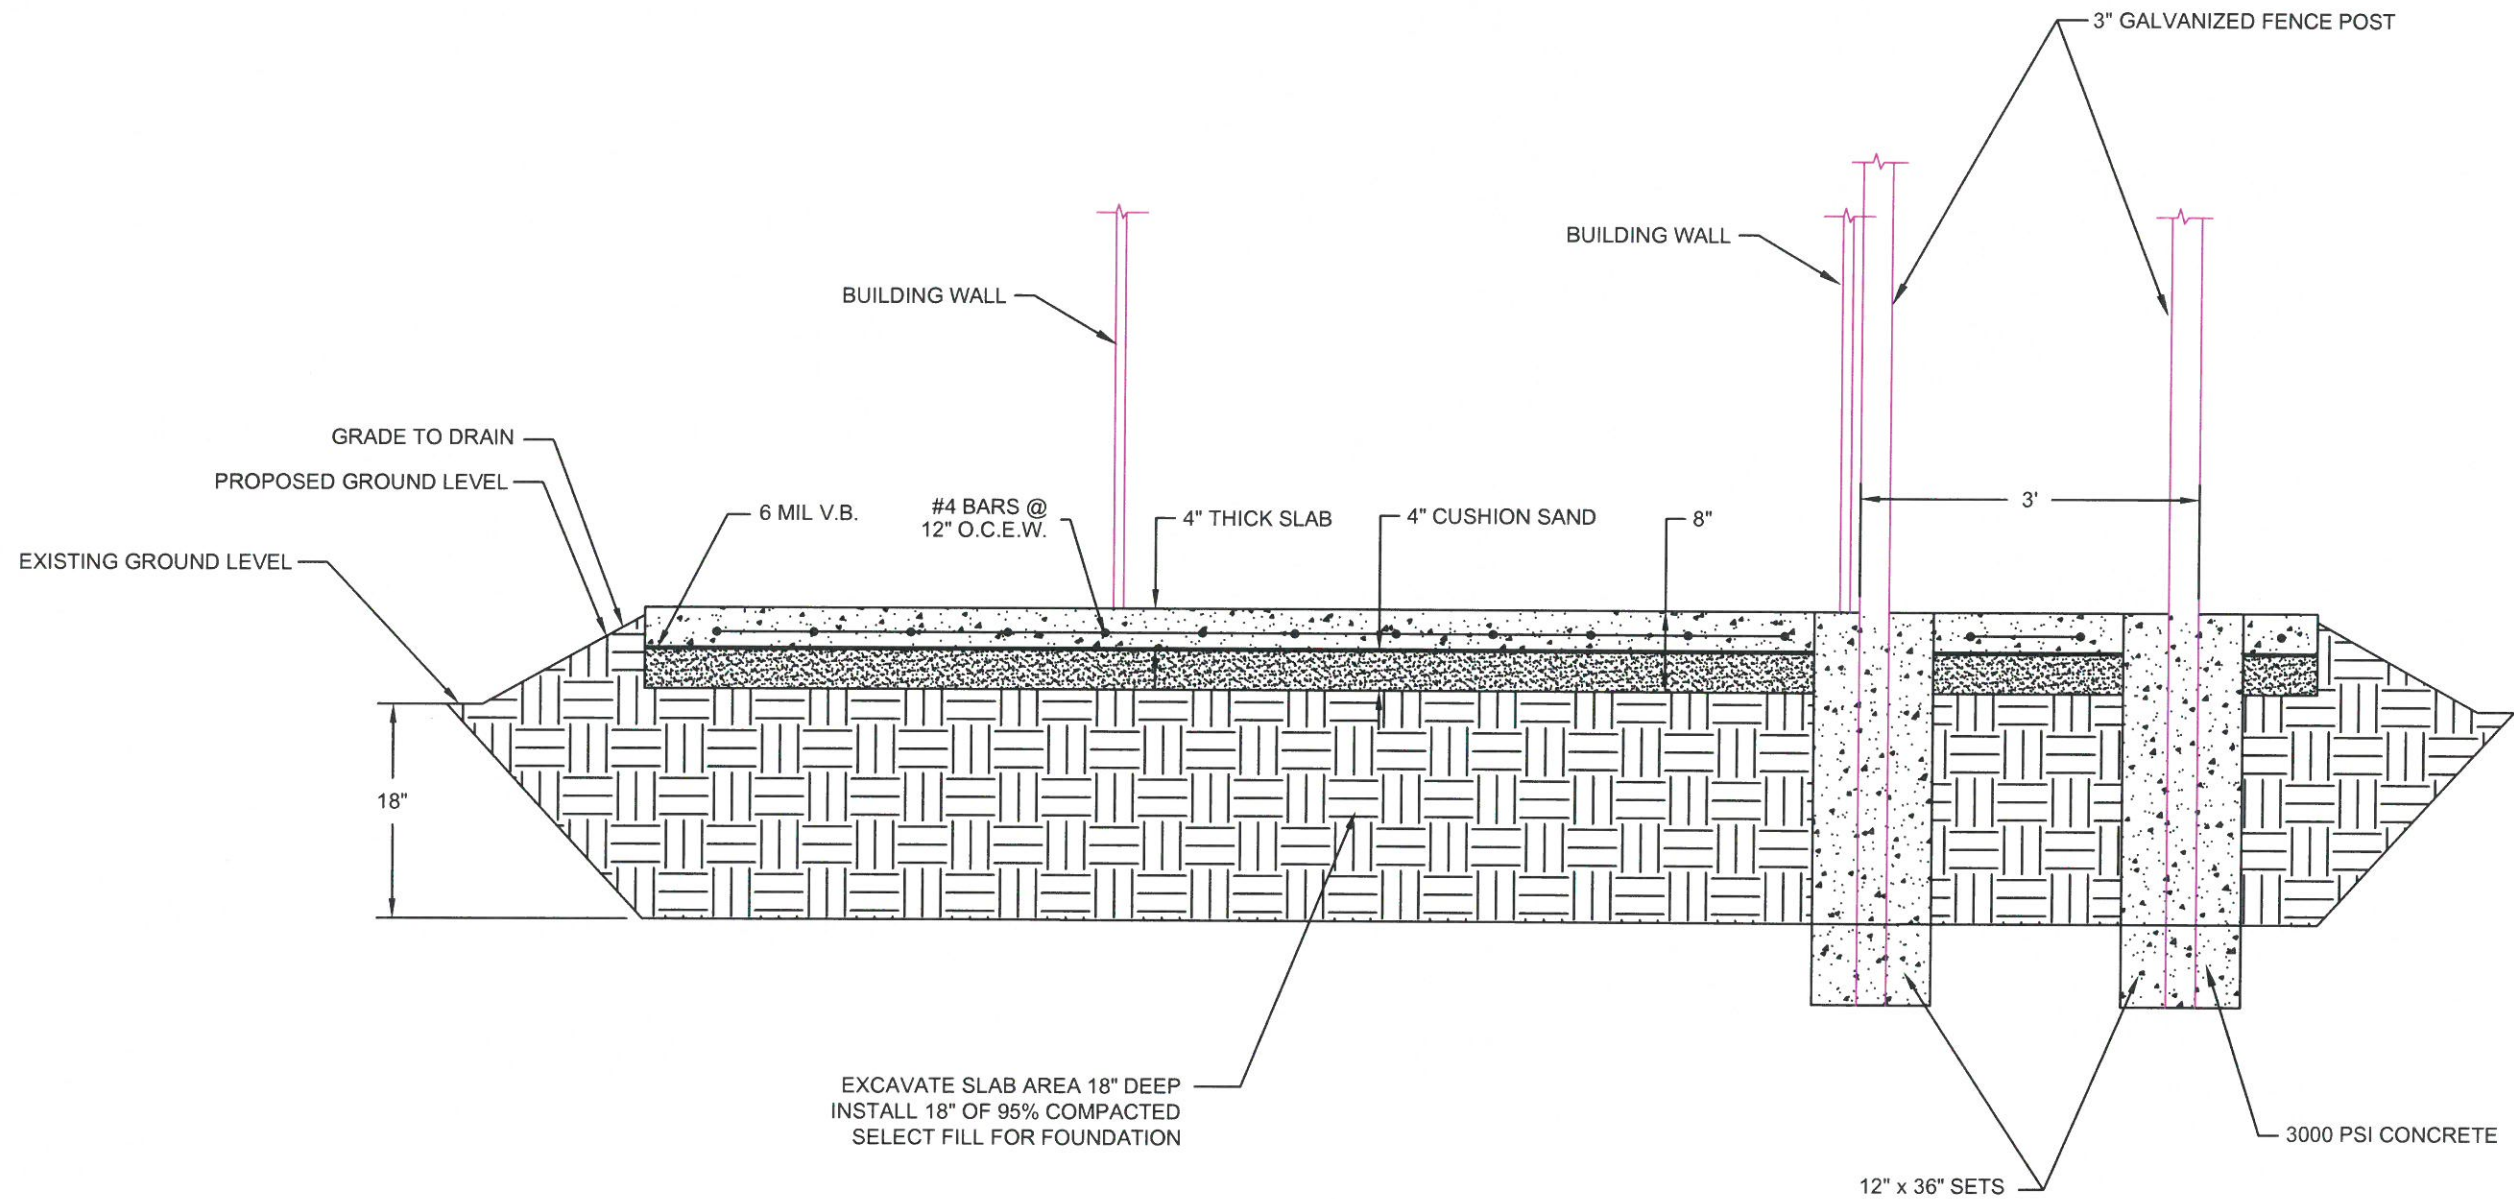 3" GALVANIZED FENCE POST
BUILDING WALL
BUILDING WALL
GRADE TO DRAIN
PROPOSED GROUND LEVEL
6 MIL V.B.
#4 BARS @
12" O.C.E.W.
4" THICK SLAB
4" CUSHION SAND
8"
3'
EXISTING GROUND LEVEL
18"
EXCAVATE SLAB AREA 18" DEEP
INSTALL 18" OF 95% COMPACTED
SELECT FILL FOR FOUNDATION
3000 PSI CONCRETE
12" x 36" SETS